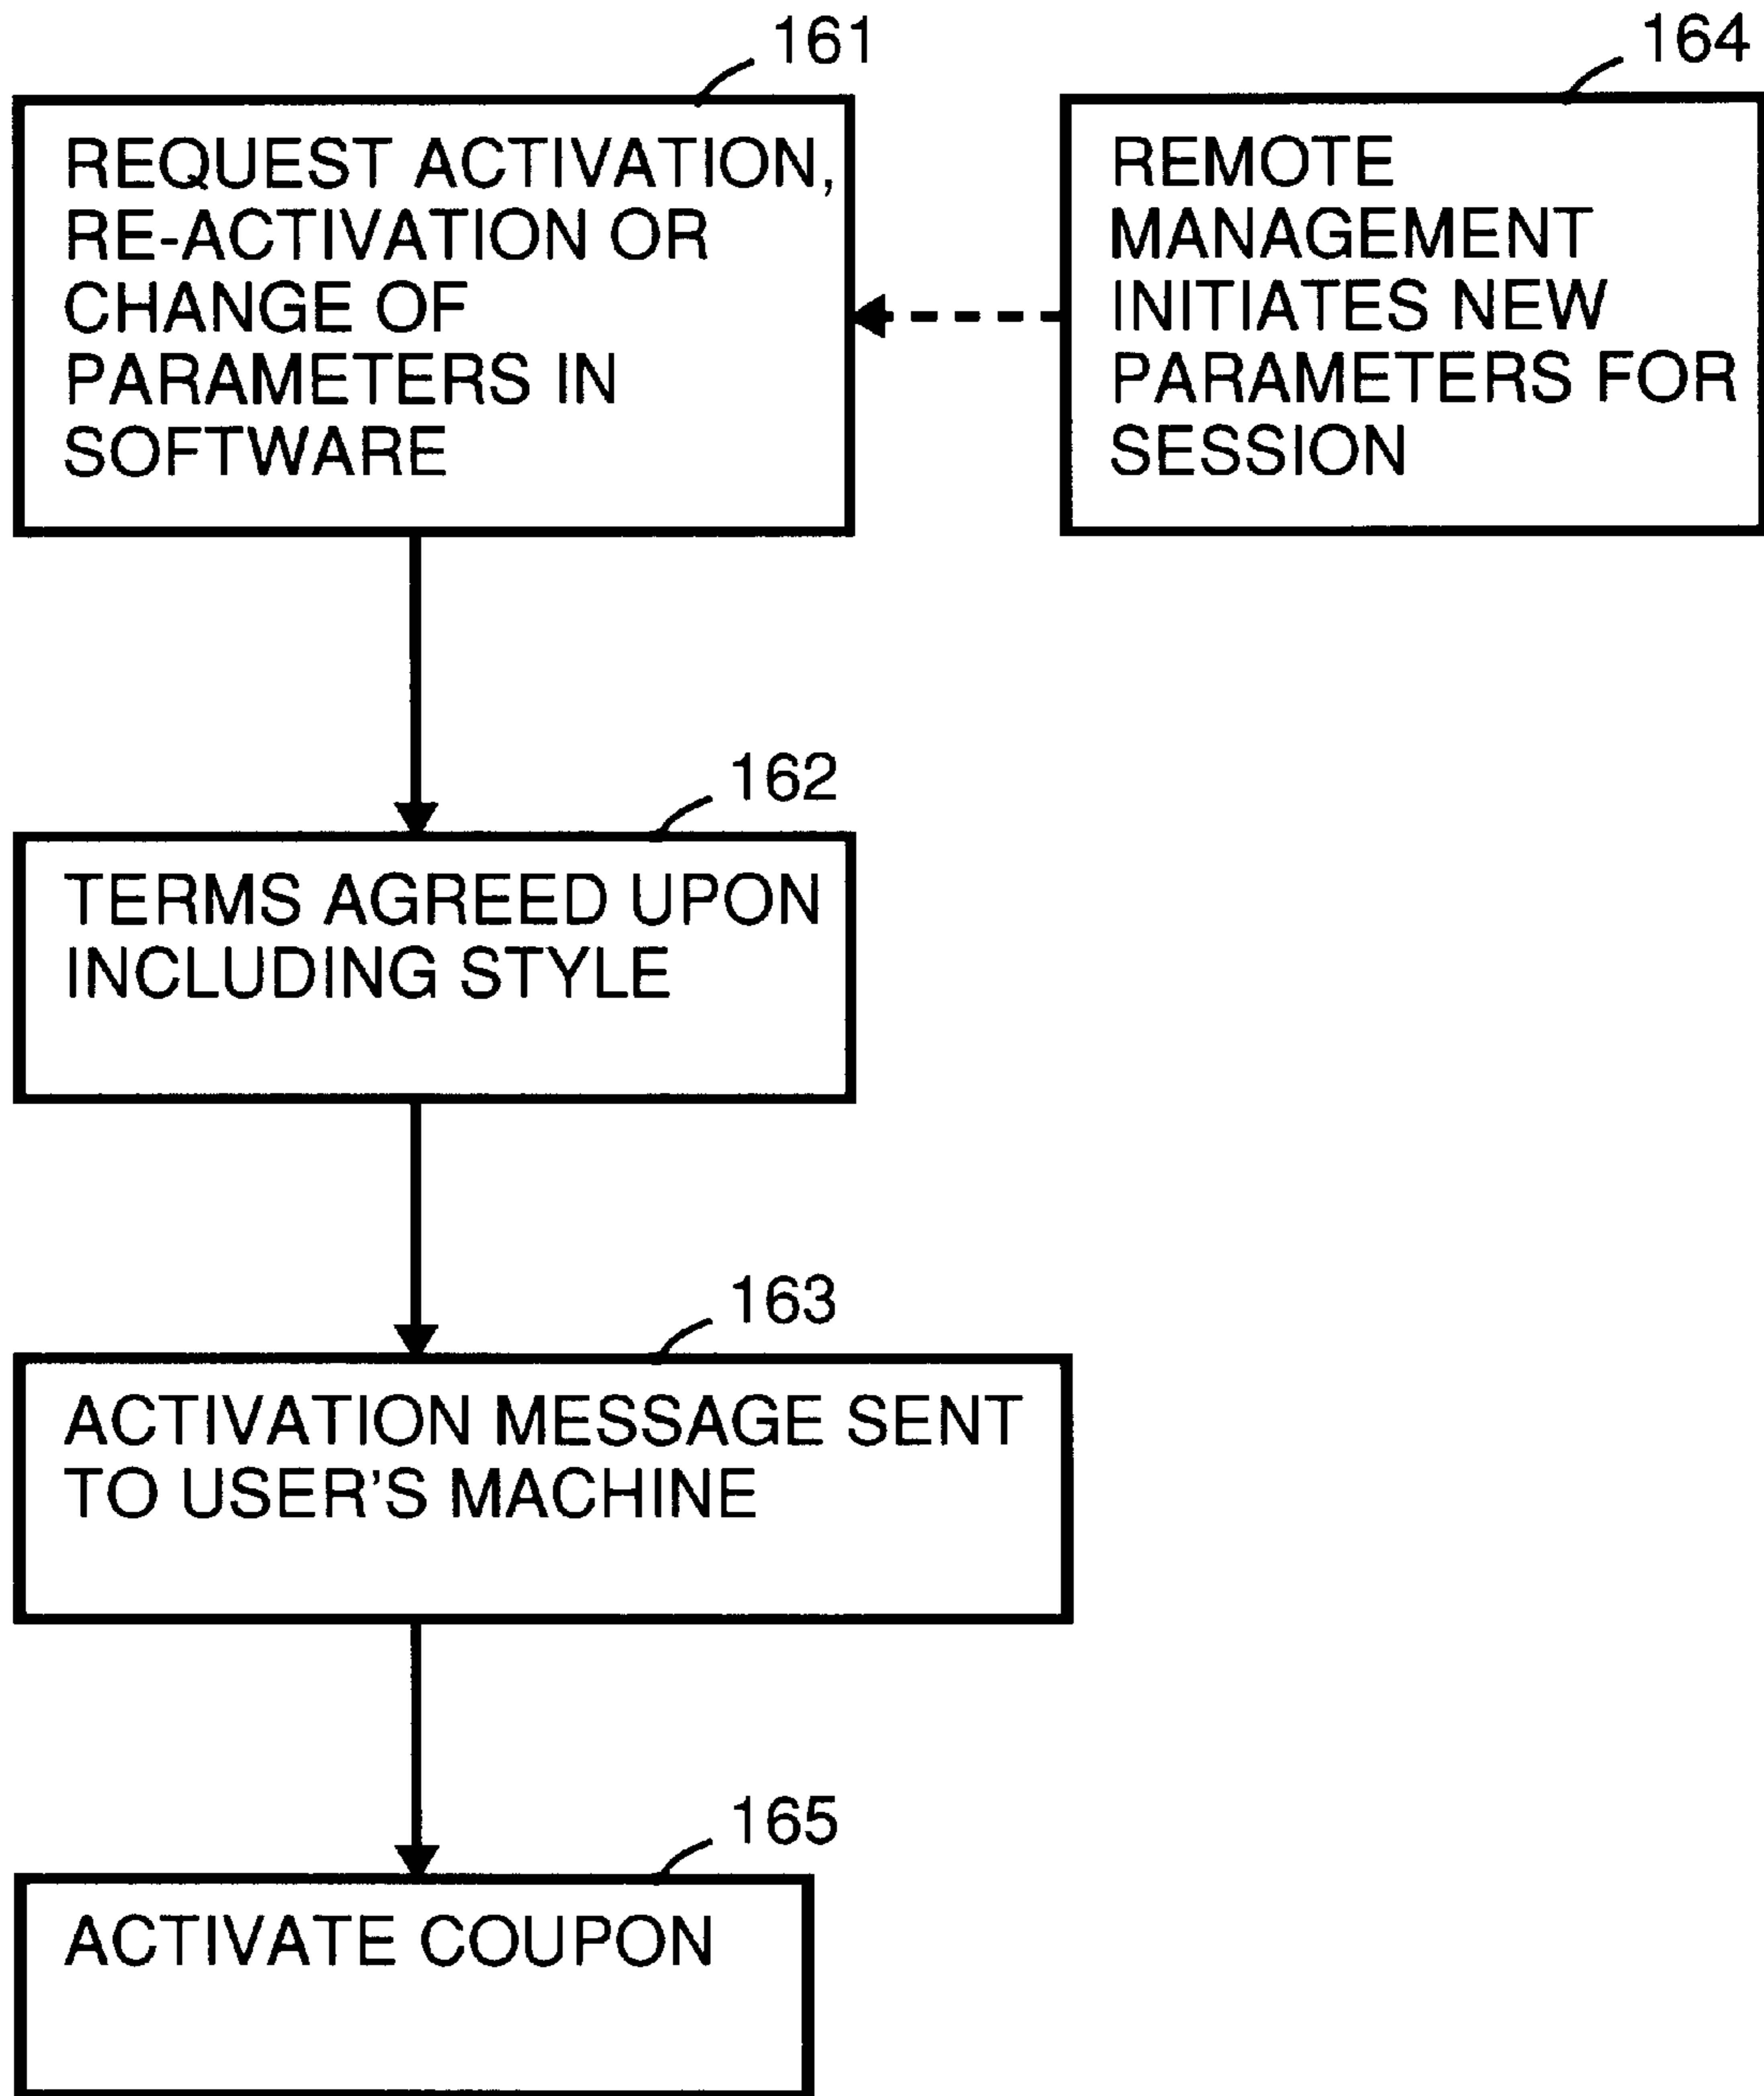 161
REQUEST ACTIVATION,
RE-ACTIVATION OR
CHANGE OF
PARAMETERS IN
SOFTWARE
164
REMOTE
MANAGEMENT
INITIATES NEW
PARAMETERS FOR
SESSION
162
TERMS AGREED UPON
INCLUDING STYLE
163
ACTIVATION MESSAGE SENT
TO USER'S MACHINE
165
ACTIVATE COUPON